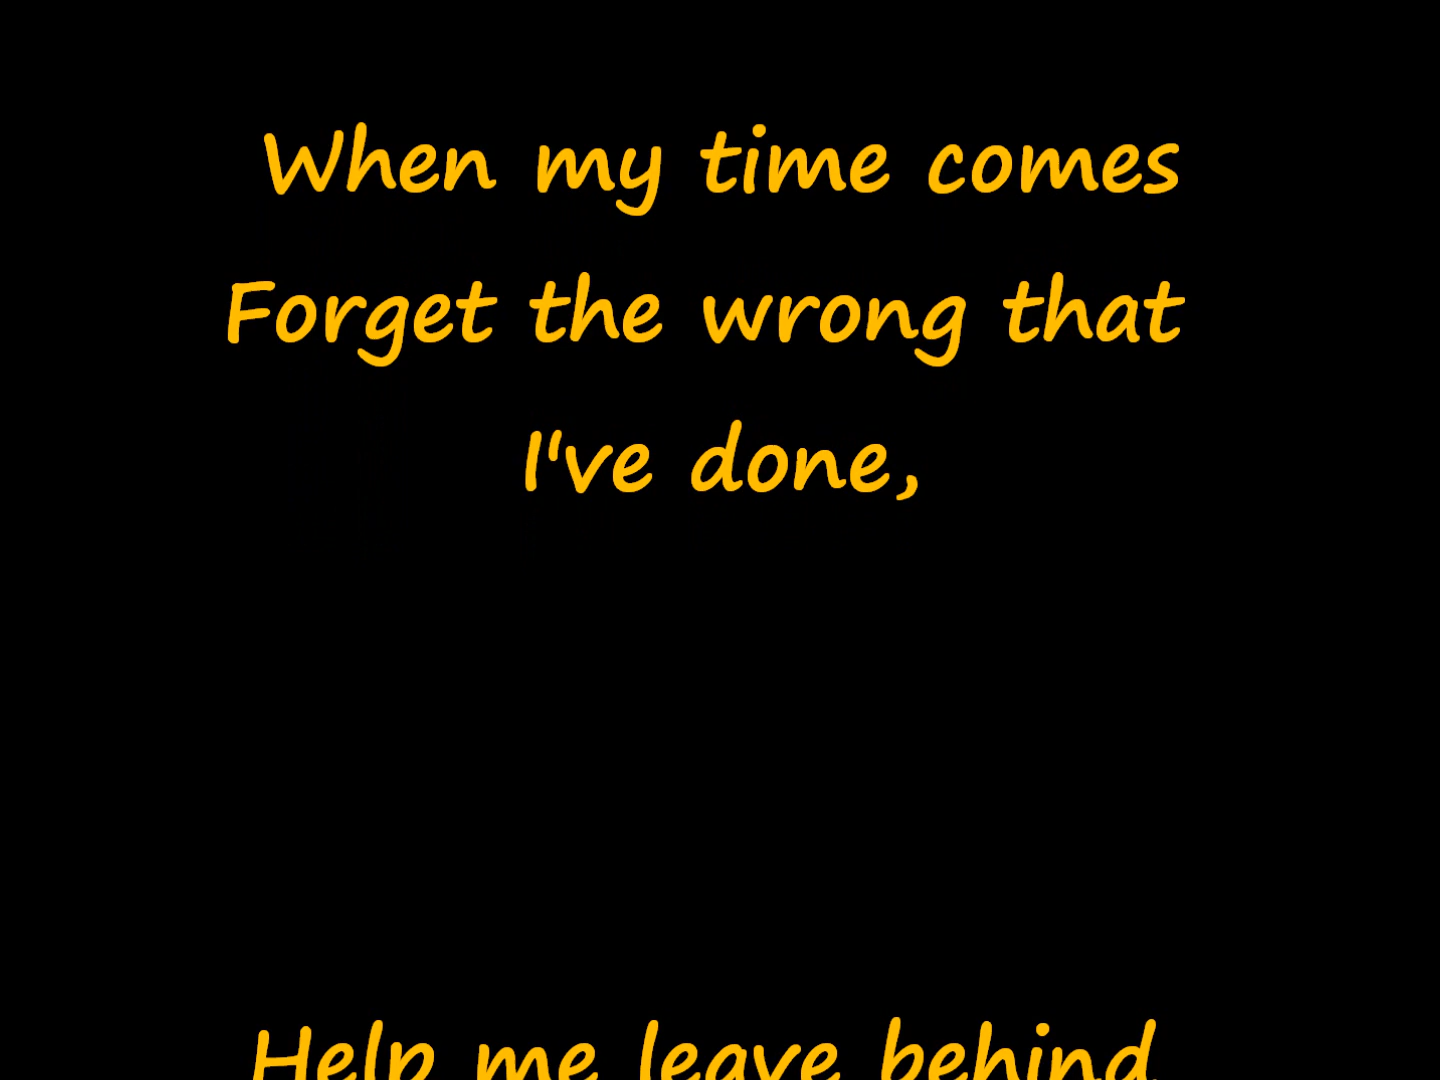 When my time comes
Forget the wrong that
I've done,
Help me leave behind